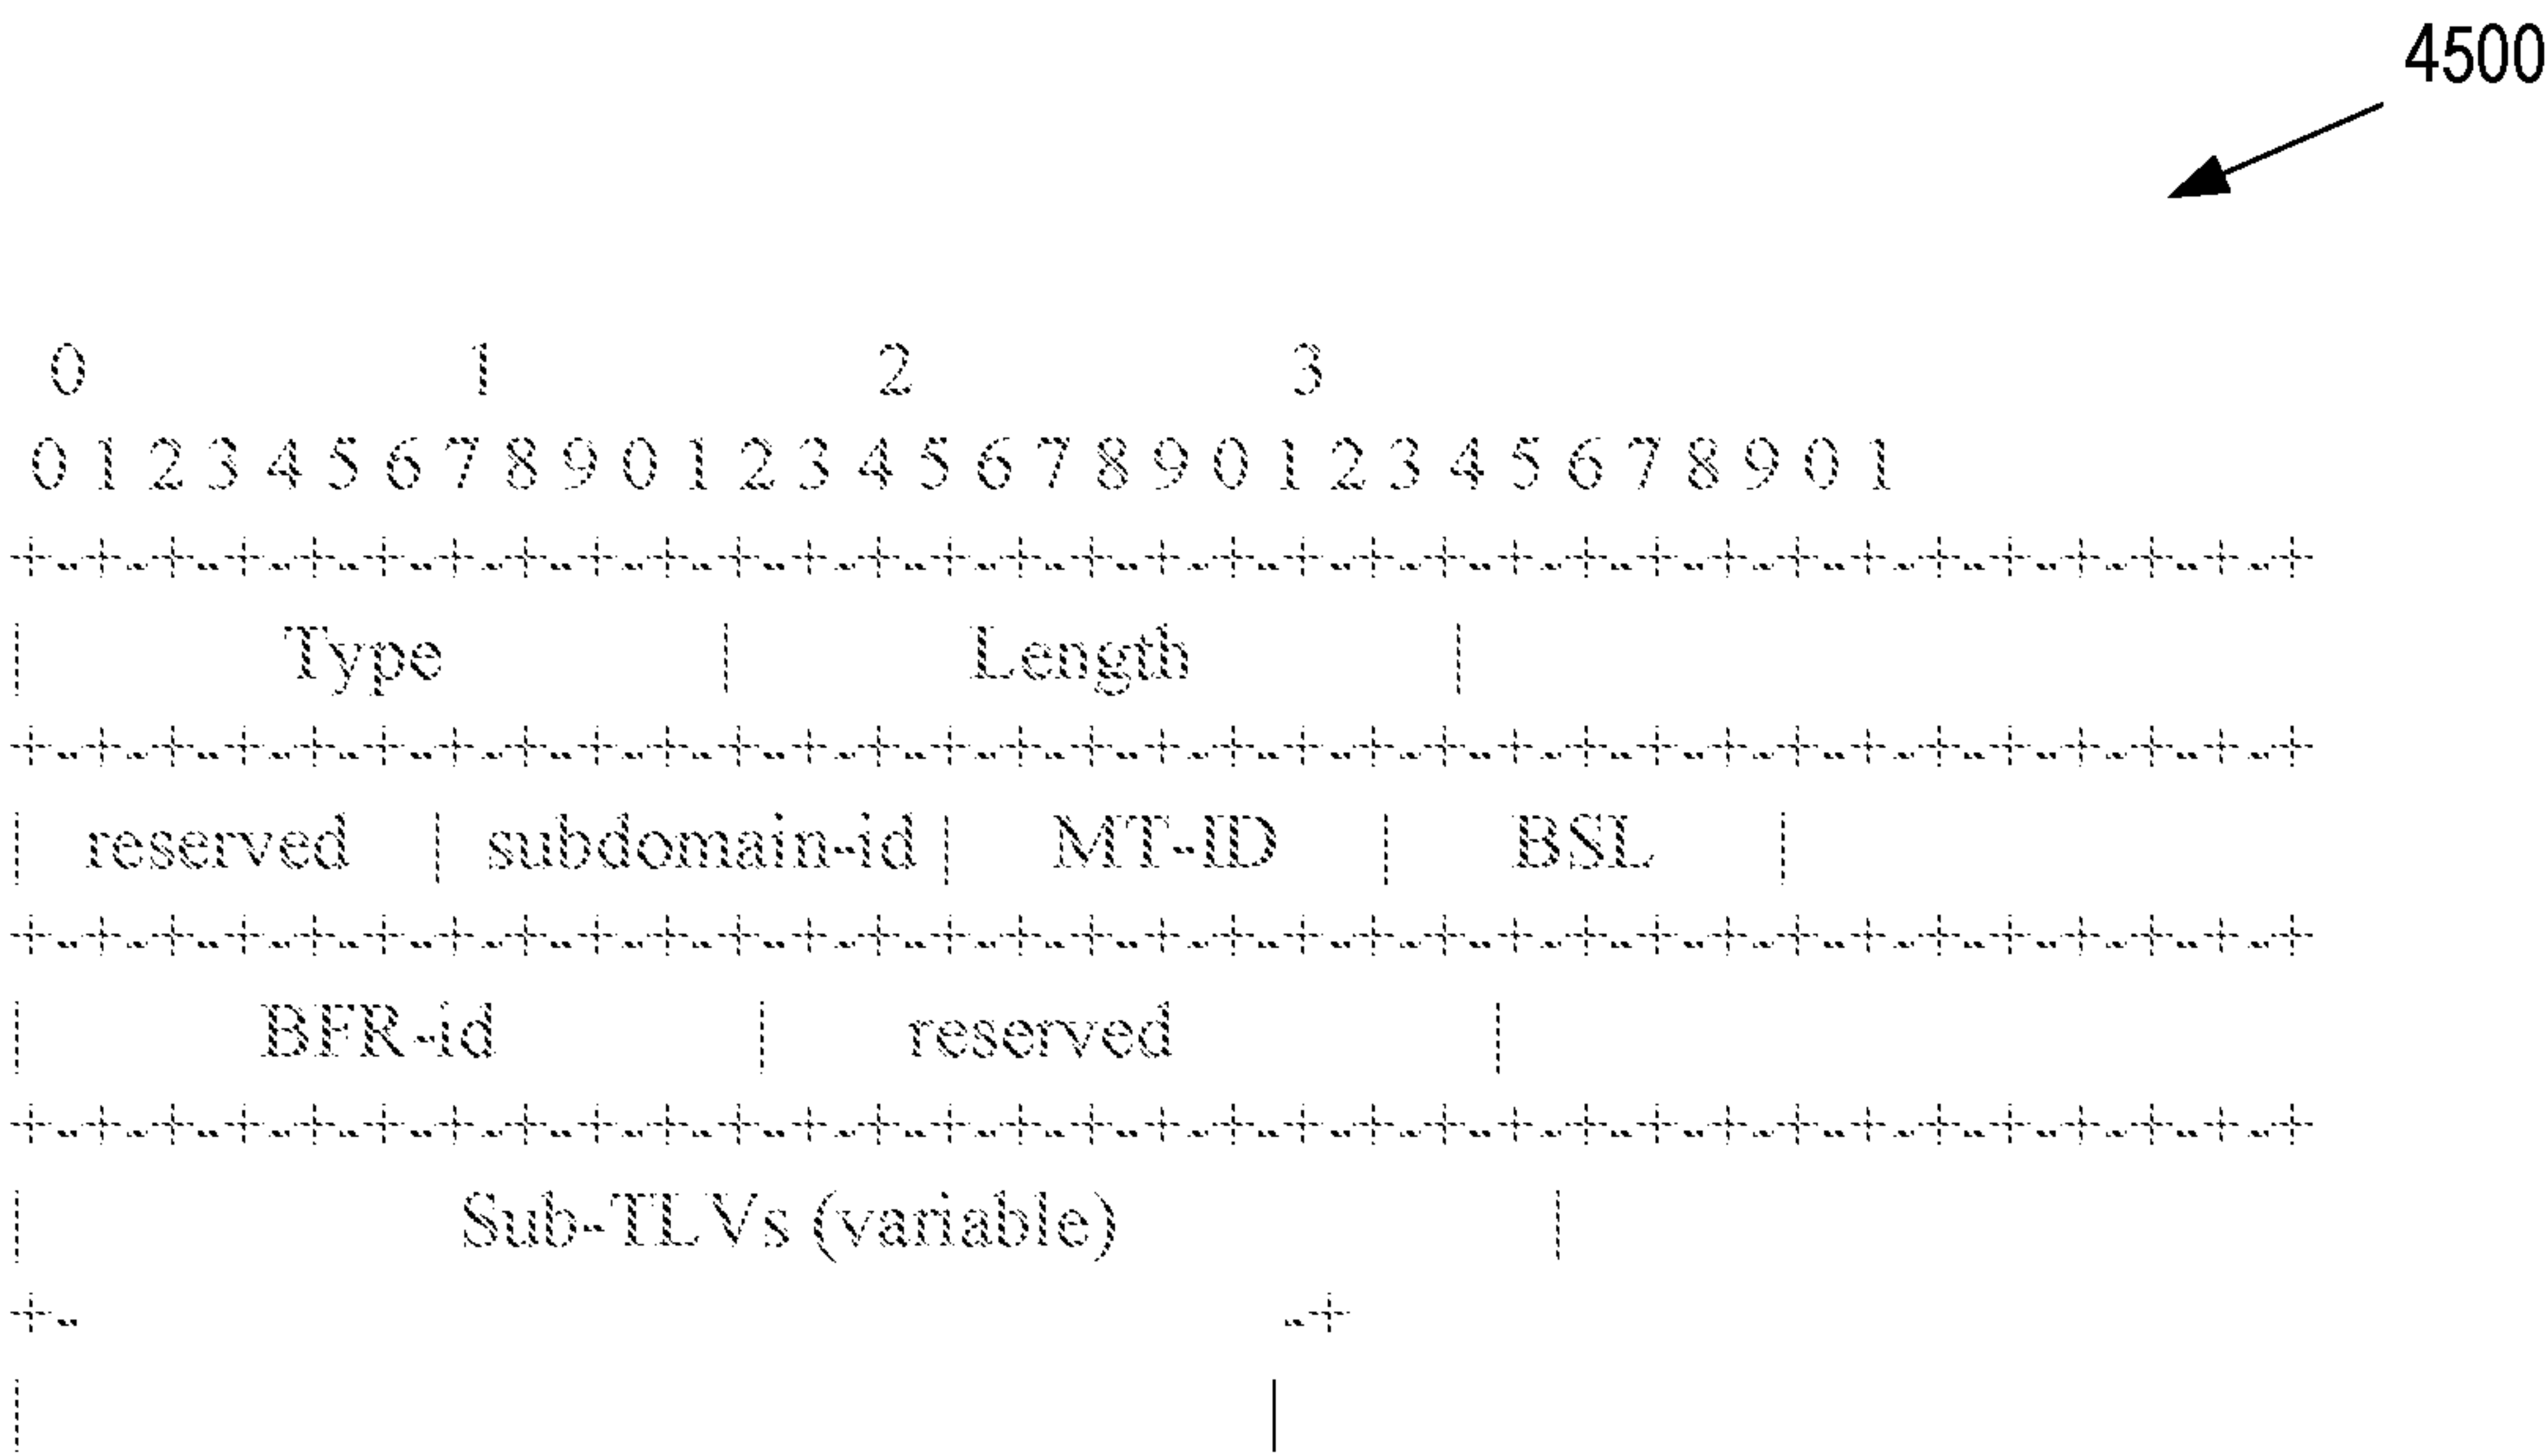 4500
0 1 2 3
0 1 2 3 4 5 6 7 8 9 0 1 2 3 4 5 6 7 8 9 0 1 2 3 4 5 6 7 8 9 0 1
+-+-+-+-+-+-+-+-+-+-+-+-+-+-+-+-+-+-+-+-+-+-+-+-+-+-+-+-+-+-+-+-+
| Type | Length |
+-+-+-+-+-+-+-+-+-+-+-+-+-+-+-+-+-+-+-+-+-+-+-+-+-+-+-+-+-+-+-+-+
| reserved | subdomain-id | MT-ID | BSL |
+-+-+-+-+-+-+-+-+-+-+-+-+-+-+-+-+-+-+-+-+-+-+-+-+-+-+-+-+-+-+-+-+
| BFR-id | reserved |
+-+-+-+-+-+-+-+-+-+-+-+-+-+-+-+-+-+-+-+-+-+-+-+-+-+-+-+-+-+-+-+-+
| Sub-TLVs (variable) |
+- -+
| |